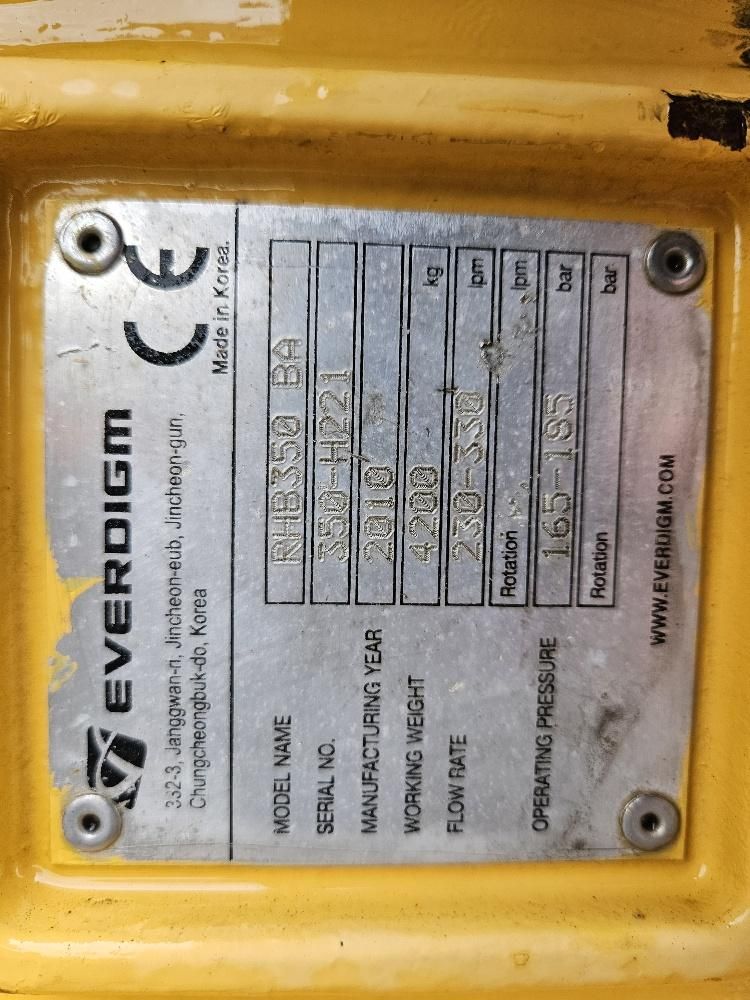 EVERDIGM
332-3, Janggwan-ri, Jincheon-eub, Jincheon-gun,
Chungcheongbuk-do, Korea
CE
Made in Korea.
MODEL NAME RHB350 BA
SERIAL NO. 350-H221
MANUFACTURING YEAR 2010
WORKING WEIGHT 4200 kg
FLOW RATE 230-330 lpm
Rotation lpm
OPERATING PRESSURE 165-185 bar
Rotation bar
WWW.EVERDIGM.COM